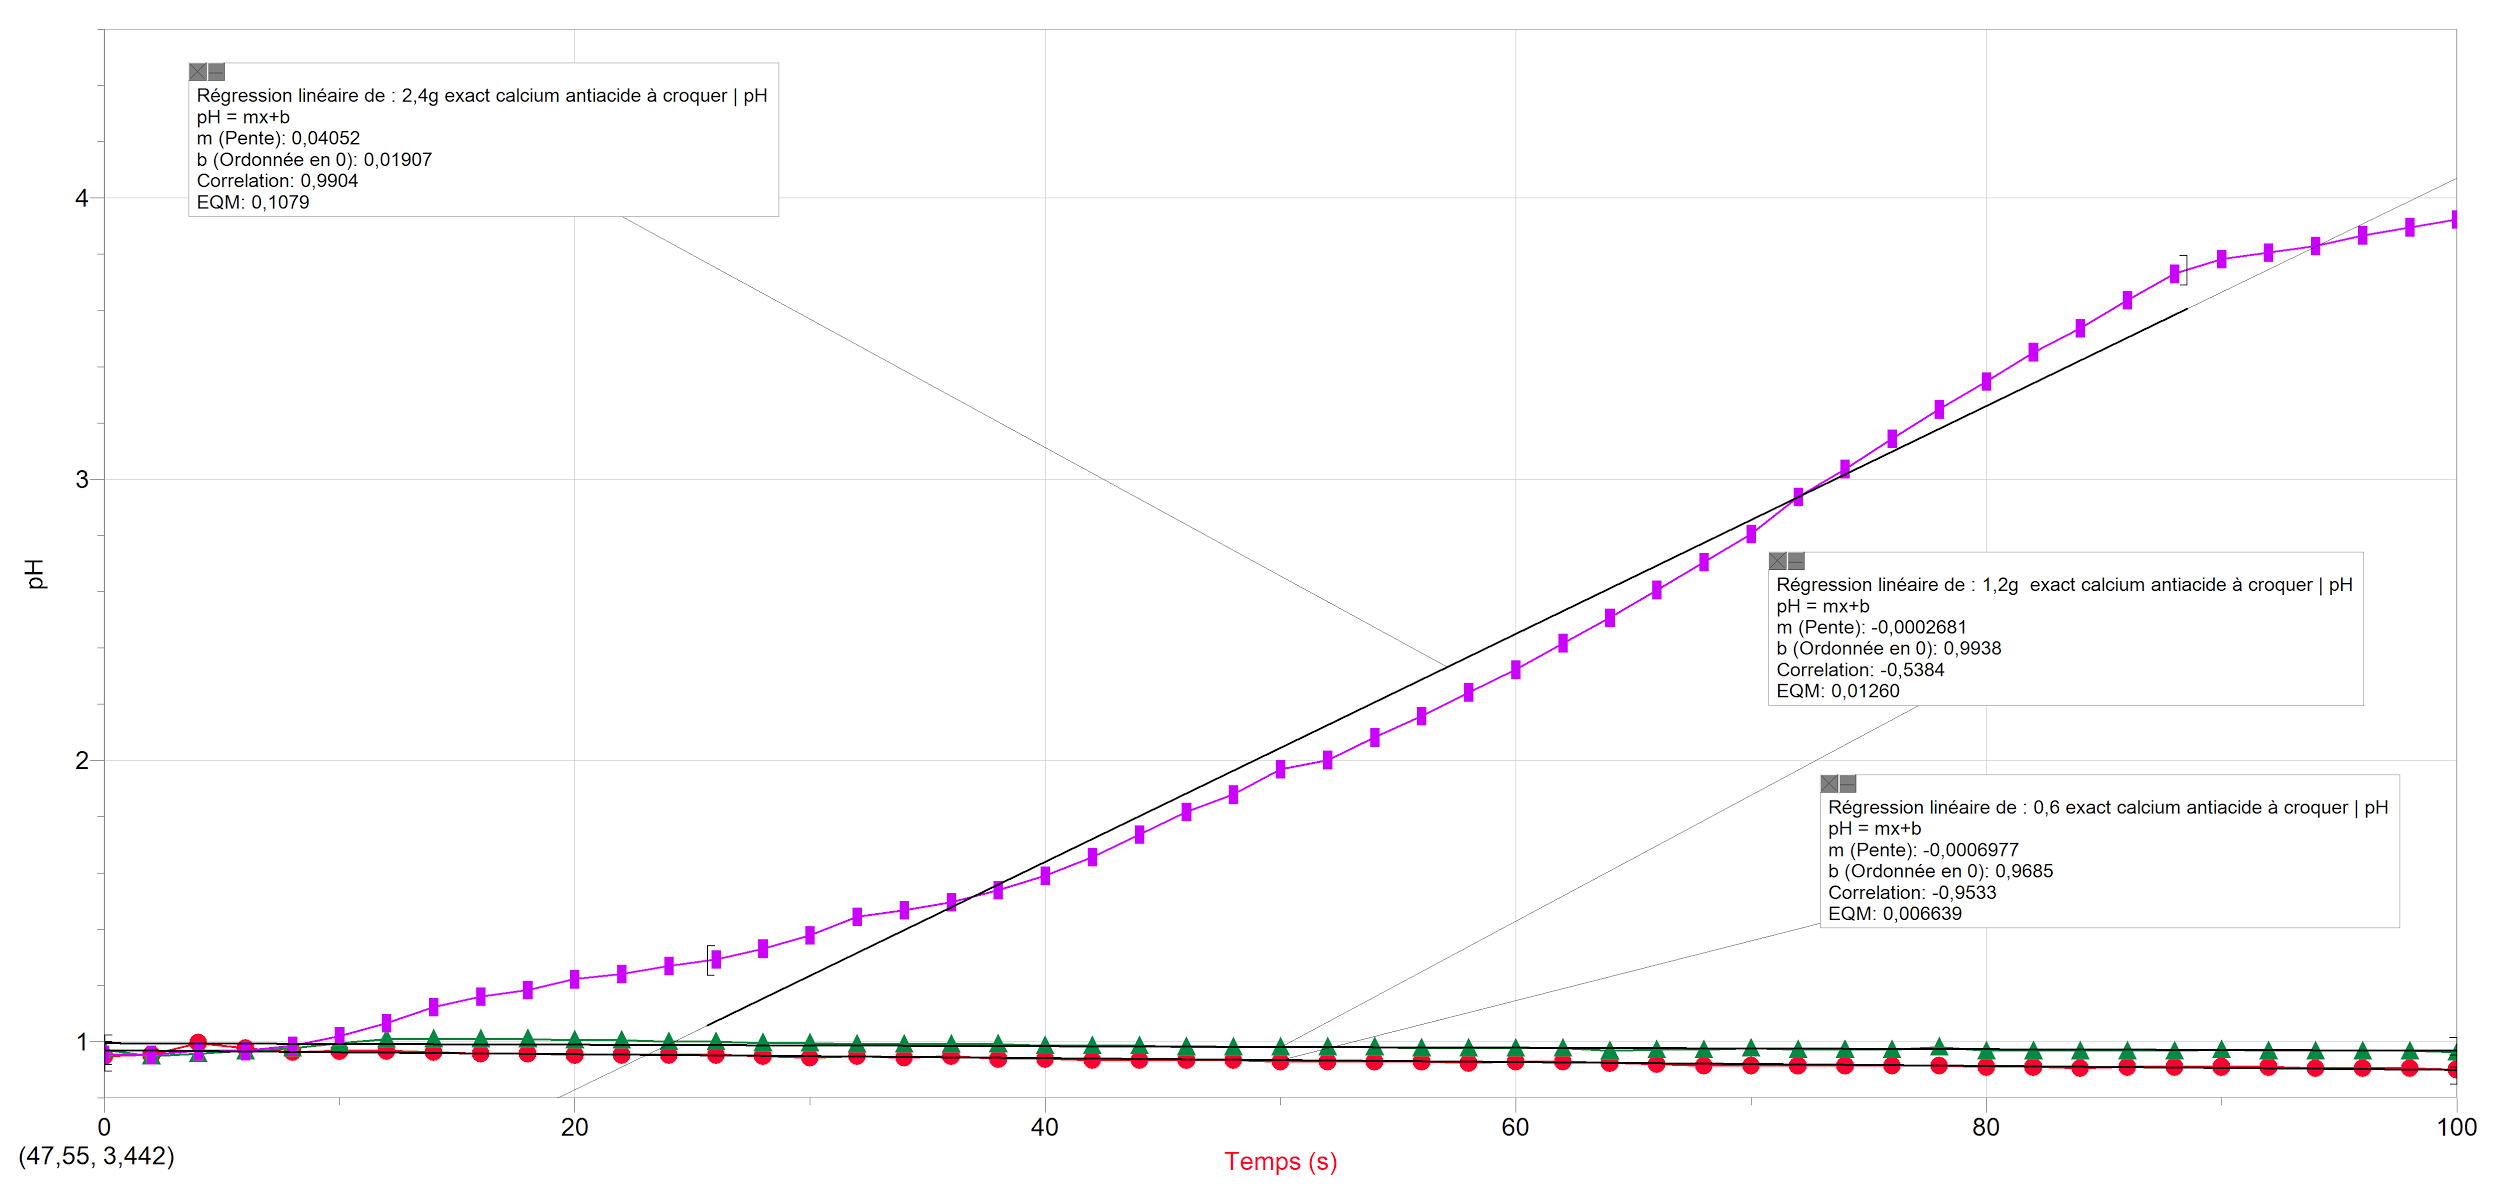 Régression linéaire de : 2,4g exact calcium antiacide à croquer | pH
pH = mx+b
m (Pente): 0,04052
b (Ordonnée en 0): 0,01907
Correlation: 0,9904
EQM: 0,1079
4
3
pH
Régression linéaire de : 1,2g  exact calcium antiacide à croquer | pH
pH = mx+b
m (Pente): -0,0002681
b (Ordonnée en 0): 0,9938
Correlation: -0,5384
EQM: 0,01260
2
Régression linéaire de : 0,6 exact calcium antiacide à croquer | pH
pH = mx+b
m (Pente): -0,0006977
b (Ordonnée en 0): 0,9685
Correlation: -0,9533
EQM: 0,006639
1
0 20 40 60 80 100
(47,55, 3,442)
Temps (s)